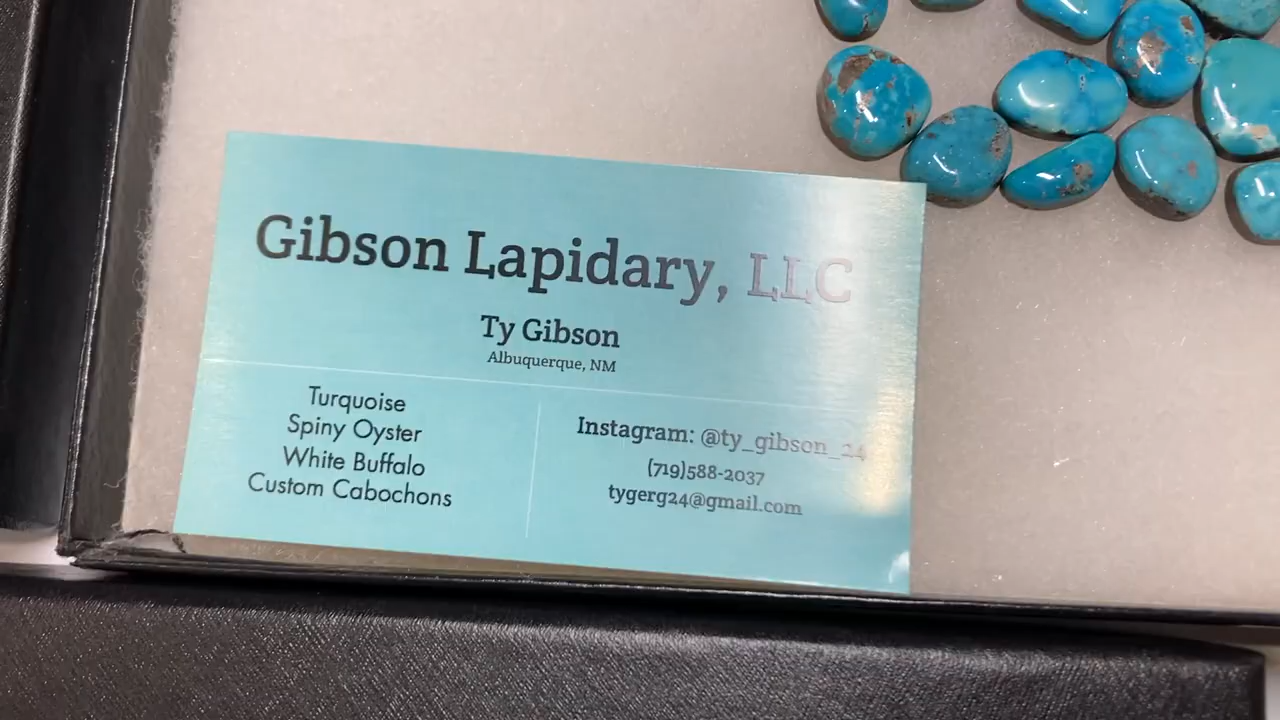 Gibson Lapidary, LLC
Ty Gibson
Albuquerque, NM
Turquoise
Spiny Oyster
White Buffalo
Custom Cabochons
Instagram: @ty_gibson_24
(719)588-2037
tygerg24@gmail.com